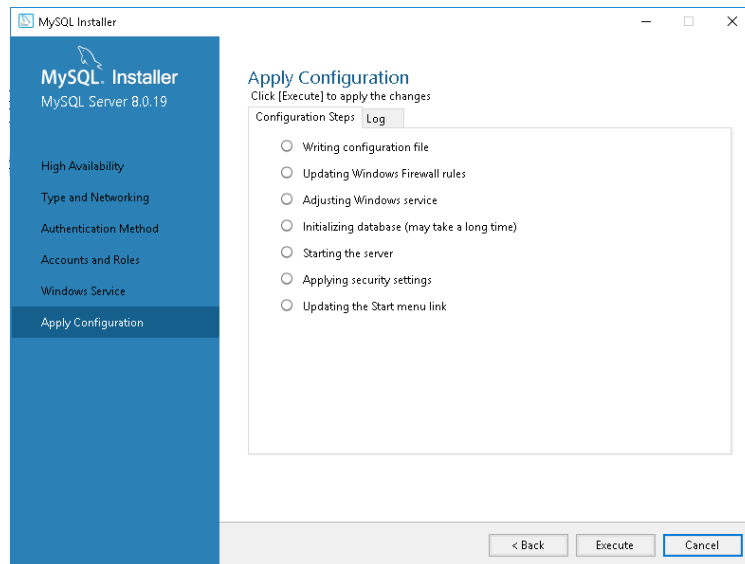 MySQL Installer
MySQL. Installer
MySQL Server 8.0.19
High Availability
Type and Networking
Authentication Method
Accounts and Roles
Windows Service
Apply Configuration
Apply Configuration
Click [Execute] to apply the changes
Configuration Steps Log
Writing configuration file
Updating Windows Firewall rules
Adjusting Windows service
Initializing database (may take a long time)
Starting the server
Applying security settings
Updating the Start menu link
< Back Execute Cancel